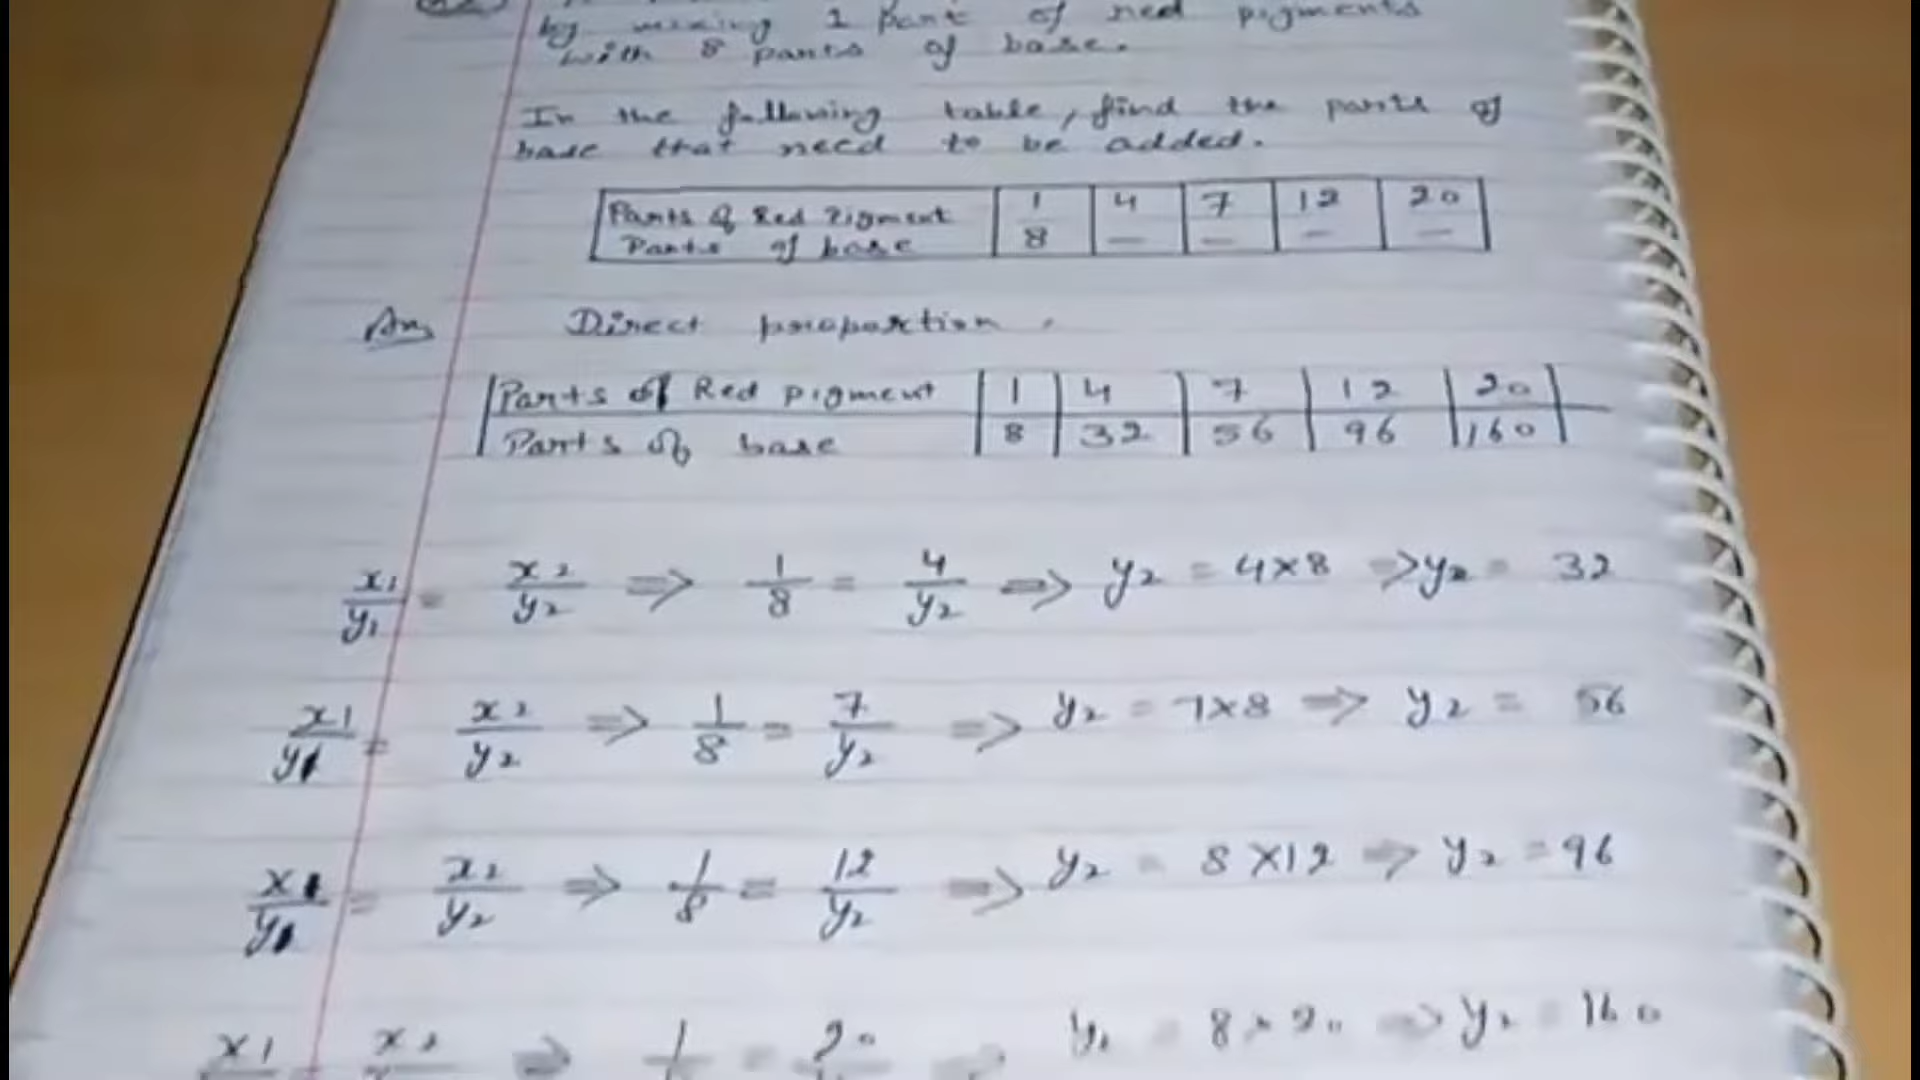 by mixing 1 part of red pigments
with 8 parts of base.
In the following table, find the parts of
base that need to be added.
Parts of Red Pigment 1 4 7 12 20
Parts of base 8 — — — —
Ans Direct proportion.
Parts of Red pigment 1 4 7 12 20
Parts of base 8 32 56 96 160
x1/y1 = x2/y2 ⇒ 1/8 = 4/y2 ⇒ y2 = 4×8 ⇒ y2 = 32
x1/y1 = x2/y2 ⇒ 1/8 = 7/y2 ⇒ y2 = 7×8 ⇒ y2 = 56
x1/y1 = x2/y2 ⇒ 1/8 = 12/y2 ⇒ y2 = 8×12 ⇒ y2 = 96
x1 x2 ⇒ 1 = 20 ⇒ y2 = 8×20 ⇒ y2 = 160